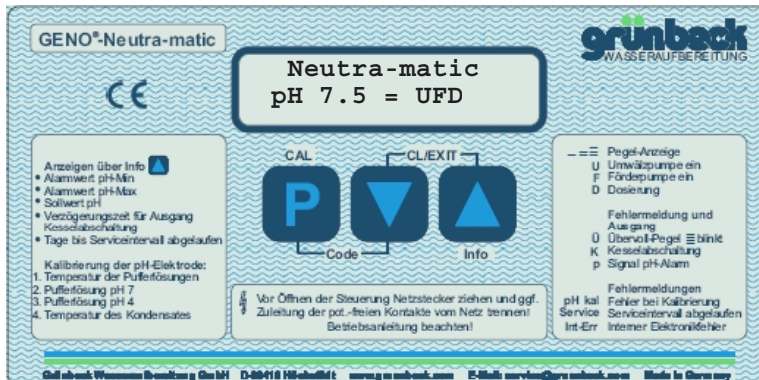 GENO®-Neutra-matic
grünbeck
WASSERAUFBEREITUNG
CE
Neutra-matic
pH 7.5 = UFD
CAL
CL/EXIT
P
Code
Info
Anzeigen über Info
• Alarmwert pH-Min
• Alarmwert pH-Max
• Sollwert pH
• Verzögerungszeit für Ausgang
Kesselabschaltung
• Tage bis Serviceintervall abgelaufen
Kalibrierung der pH-Elektrode:
1. Temperatur der Pufferlösungen
2. Pufferlösung pH 7
3. Pufferlösung pH 4
4. Temperatur des Kondensates
Vor Öffnen der Steuerung Netzstecker ziehen und ggf.
Zuleitung der pot.-freien Kontakte vom Netz trennen!
Betriebsanleitung beachten!
Pegel-Anzeige
U Umwälzpumpe ein
F Förderpumpe ein
D Dosierung
Fehlermeldung und
Ausgang
Ü Übervoll-Pegel ☰ blinkt
K Kesselabschaltung
p Signal pH-Alarm
Fehlermeldungen
pH kal Fehler bei Kalibrierung
Service Serviceintervall abgelaufen
Int-Err Interner Elektronikfehler
Made in Germany